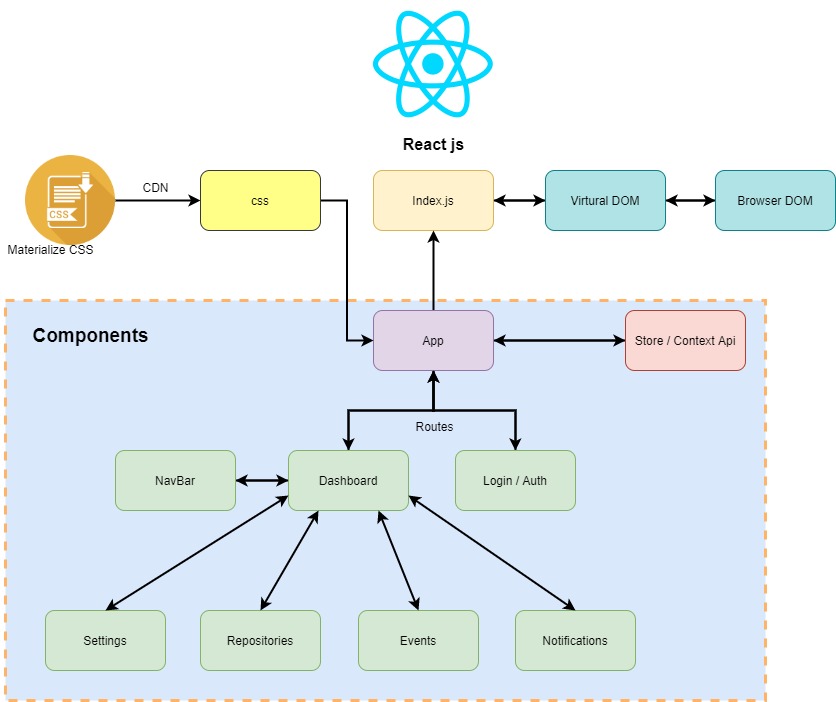 React js
CDN
CSS
Materialize CSS
css
Index.js
Virtural DOM
Browser DOM
Components
App
Store / Context Api
Routes
NavBar
Dashboard
Login / Auth
Settings
Repositories
Events
Notifications